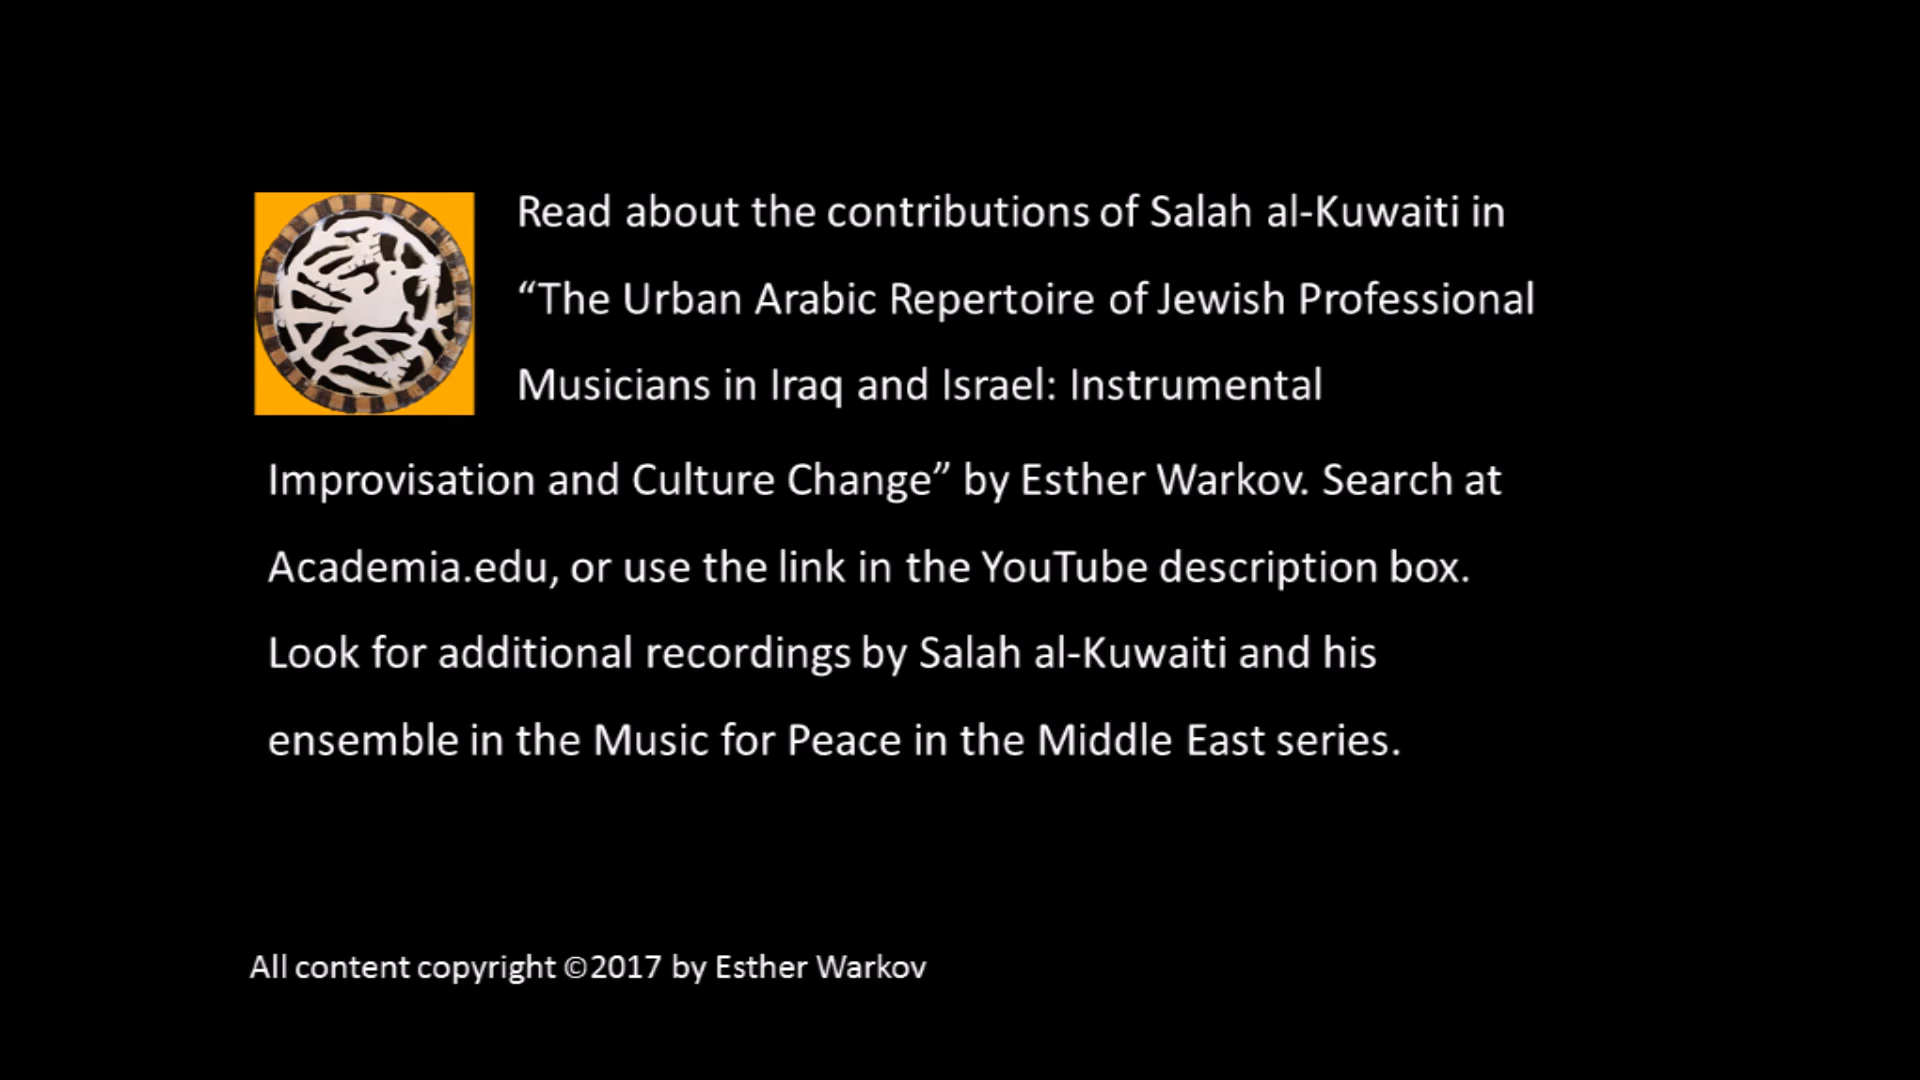 Read about the contributions of Salah al-Kuwaiti in
“The Urban Arabic Repertoire of Jewish Professional
Musicians in Iraq and Israel: Instrumental
Improvisation and Culture Change” by Esther Warkov. Search at
Academia.edu, or use the link in the YouTube description box.
Look for additional recordings by Salah al-Kuwaiti and his
ensemble in the Music for Peace in the Middle East series.
All content copyright ©2017 by Esther Warkov